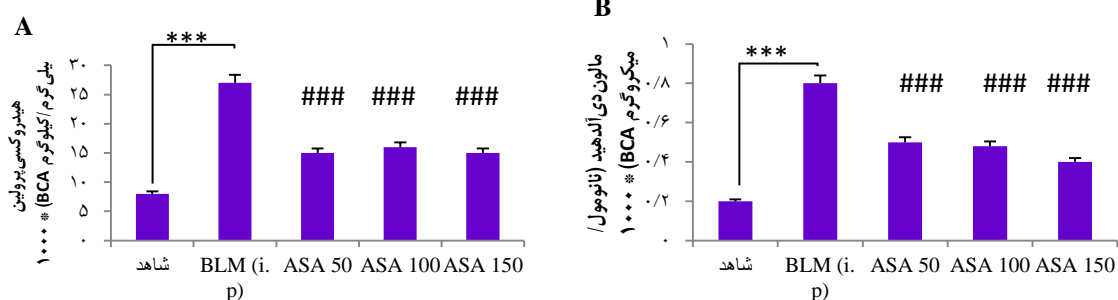 A
***
هیدروکسی پرولین
میلی گرم/کیلوگرم BCA) * ۱۰۰۰
۳۰
۲۵
۲۰
۱۵
۱۰
۵
۰
### ### ###
شاهد BLM (i. p) ASA 50 ASA 100 ASA 150
B
***
مالون دی آلدهید (نانومول/
میکروگرم BCA) * ۱۰۰۰
۱
۰/۸
۰/۶
۰/۴
۰/۲
۰
### ### ###
شاهد BLM (i. p) ASA 50 ASA 100 ASA 150